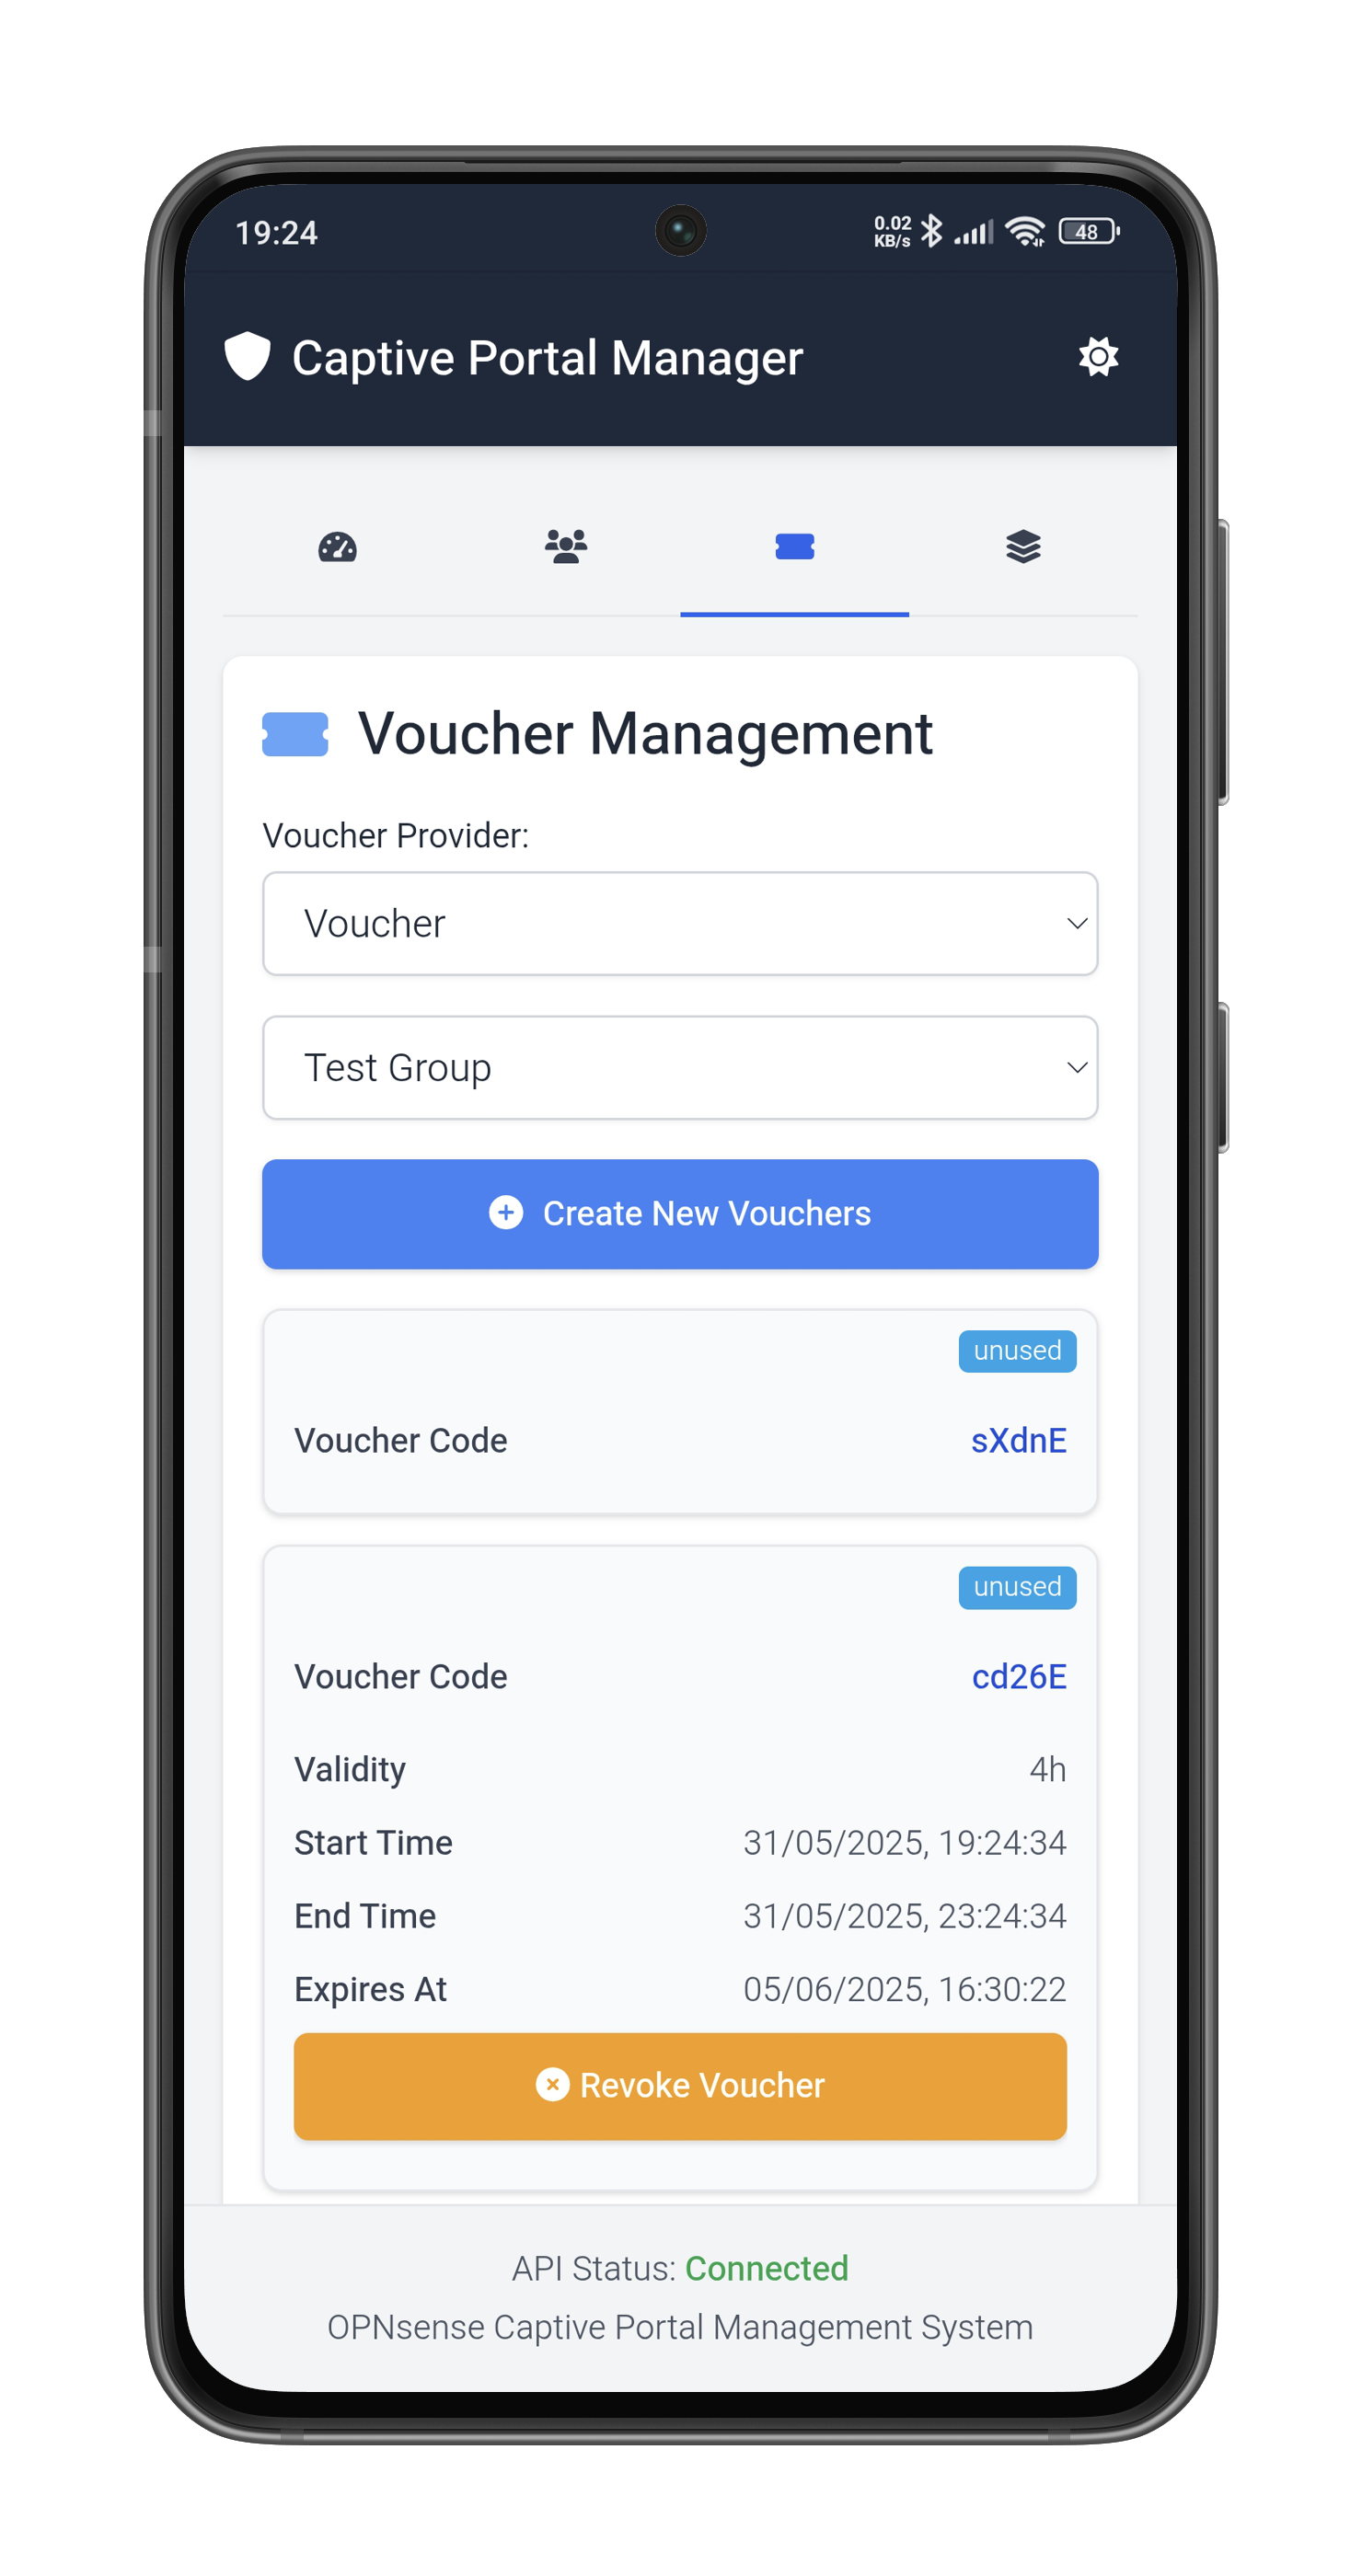 19:24
0.02
KB/s
48
Captive Portal Manager
Voucher Management
Voucher Provider:
Voucher
Test Group
Create New Vouchers
unused
Voucher Code sXdnE
unused
Voucher Code cd26E
Validity 4h
Start Time 31/05/2025, 19:24:34
End Time 31/05/2025, 23:24:34
Expires At 05/06/2025, 16:30:22
Revoke Voucher
API Status: Connected
OPNsense Captive Portal Management System